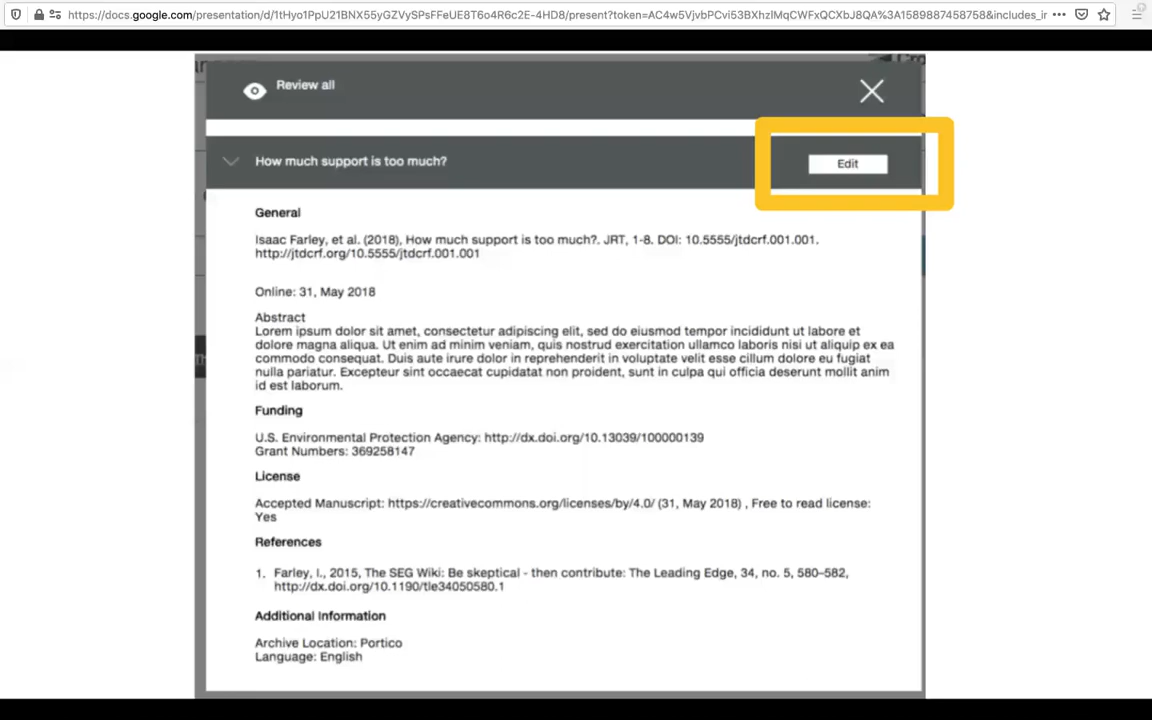 https://docs.google.com/presentation/d/1tHyo1PpU21BNX55yGZVySPsFFeUE8T6o4R6c2E-4HD8/present?token=AC4w5VjvbPCvi53BXhzlMqCWFxQCXbJ8QA%3A1589887458758&includes_ir
Review all
How much support is too much?
Edit
General
Isaac Farley, et al. (2018), How much support is too much?. JRT, 1-8. DOI: 10.5555/jtdcrf.001.001.
http://jtdcrf.org/10.5555/jtdcrf.001.001
Online: 31, May 2018
Abstract
Lorem ipsum dolor sit amet, consectetur adipiscing elit, sed do eiusmod tempor incididunt ut labore et
dolore magna aliqua. Ut enim ad minim veniam, quis nostrud exercitation ullamco laboris nisi ut aliquip ex ea
commodo consequat. Duis aute irure dolor in reprehenderit in voluptate velit esse cillum dolore eu fugiat
nulla pariatur. Excepteur sint occaecat cupidatat non proident, sunt in culpa qui officia deserunt mollit anim
id est laborum.
Funding
U.S. Environmental Protection Agency: http://dx.doi.org/10.13039/100000139
Grant Numbers: 369258147
License
Accepted Manuscript: https://creativecommons.org/licenses/by/4.0/ (31, May 2018) , Free to read license:
Yes
References
1. Farley, I., 2015, The SEG Wiki: Be skeptical - then contribute: The Leading Edge, 34, no. 5, 580–582,
http://dx.doi.org/10.1190/tle34050580.1
Additional Information
Archive Location: Portico
Language: English